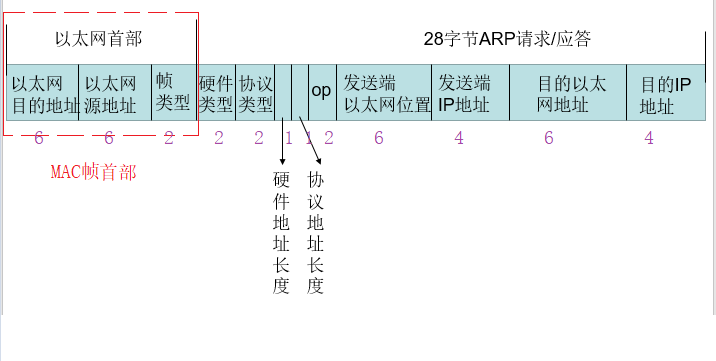 以太网首部
28字节ARP请求/应答
以太网
目的地址
以太网
源地址
帧
类型
硬件
类型
协议
类型
op
发送端
以太网位置
发送端
IP地址
目的以太
网地址
目的IP
地址
6 6 2 2 2 1 1 2 6 4 6 4
MAC帧首部
硬件地址长度
协议地址长度